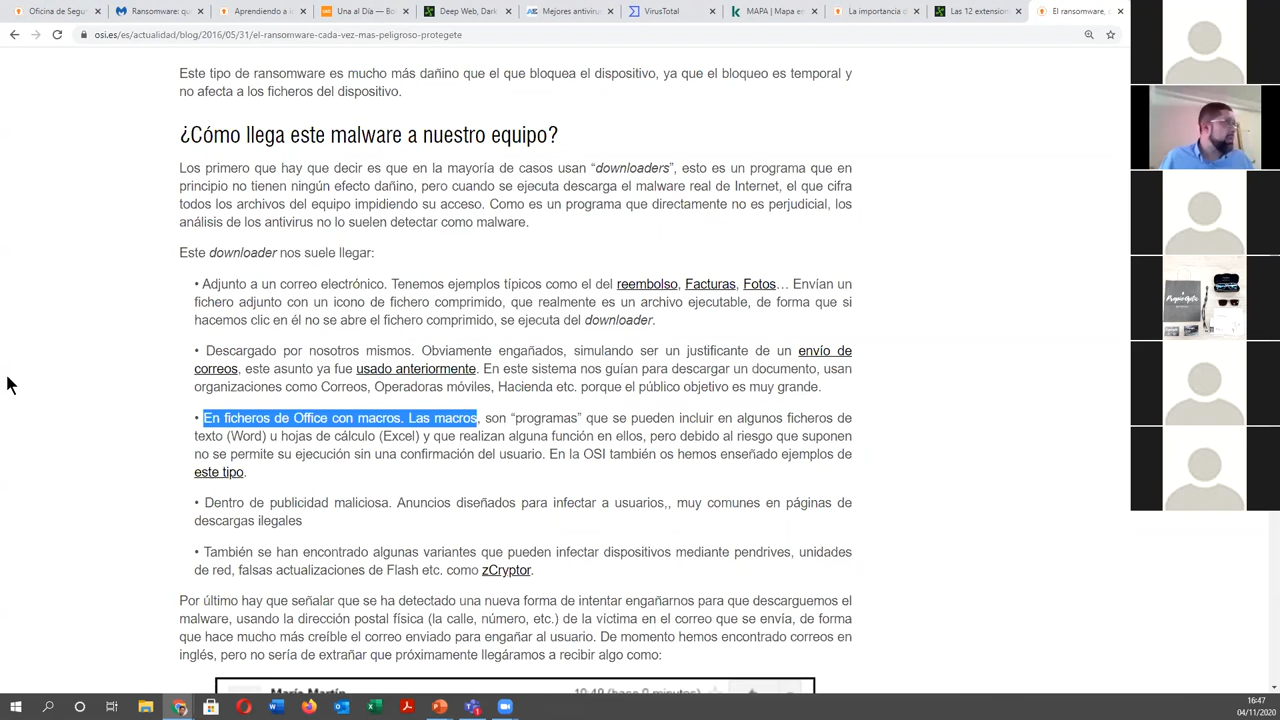 Oficina de Segu
Ransomware: qu
Aprendiendo a i
Una al Día — Bo
Deep Web, Dark
Mejores antiviru
VirusTotal
MAPA | Mapa en
La importancia d
Las 12 extension
El ransomware, c
osi.es/es/actualidad/blog/2016/05/31/el-ransomware-cada-vez-mas-peligroso-protegete
Este tipo de ransomware es mucho más dañino que el que bloquea el dispositivo, ya que el bloqueo es temporal y
no afecta a los ficheros del dispositivo.
¿Cómo llega este malware a nuestro equipo?
Los primero que hay que decir es que en la mayoría de casos usan “downloaders”, esto es un programa que en
principio no tienen ningún efecto dañino, pero cuando se ejecuta descarga el malware real de Internet, el que cifra
todos los archivos del equipo impidiendo su acceso. Como es un programa que directamente no es perjudicial, los
análisis de los antivirus no lo suelen detectar como malware.
Este downloader nos suele llegar:
• Adjunto a un correo electrónico. Tenemos ejemplos típicos como el del reembolso, Facturas, Fotos… Envían un
fichero adjunto con un icono de fichero comprimido, que realmente es un archivo ejecutable, de forma que si
hacemos clic en él no se abre el fichero comprimido, se ejecuta del downloader.
• Descargado por nosotros mismos. Obviamente engañados, simulando ser un justificante de un envío de
correos, este asunto ya fue usado anteriormente. En este sistema nos guían para descargar un documento, usan
organizaciones como Correos, Operadoras móviles, Hacienda etc. porque el público objetivo es muy grande.
• En ficheros de Office con macros. Las macros, son “programas” que se pueden incluir en algunos ficheros de
texto (Word) u hojas de cálculo (Excel) y que realizan alguna función en ellos, pero debido al riesgo que suponen
no se permite su ejecución sin una confirmación del usuario. En la OSI también os hemos enseñado ejemplos de
este tipo.
• Dentro de publicidad maliciosa. Anuncios diseñados para infectar a usuarios,, muy comunes en páginas de
descargas ilegales
• También se han encontrado algunas variantes que pueden infectar dispositivos mediante pendrives, unidades
de red, falsas actualizaciones de Flash etc. como zCryptor.
Por último hay que señalar que se ha detectado una nueva forma de intentar engañarnos para que descarguemos el
malware, usando la dirección postal física (la calle, número, etc.) de la víctima en el correo que se envía, de forma
que hace mucho más creíble el correo enviado para engañar al usuario. De momento hemos encontrado correos en
inglés, pero no sería de extrañar que próximamente llegáramos a recibir algo como:
María Martín
10:49 (hace 0 minutos)
16:47
04/11/2020